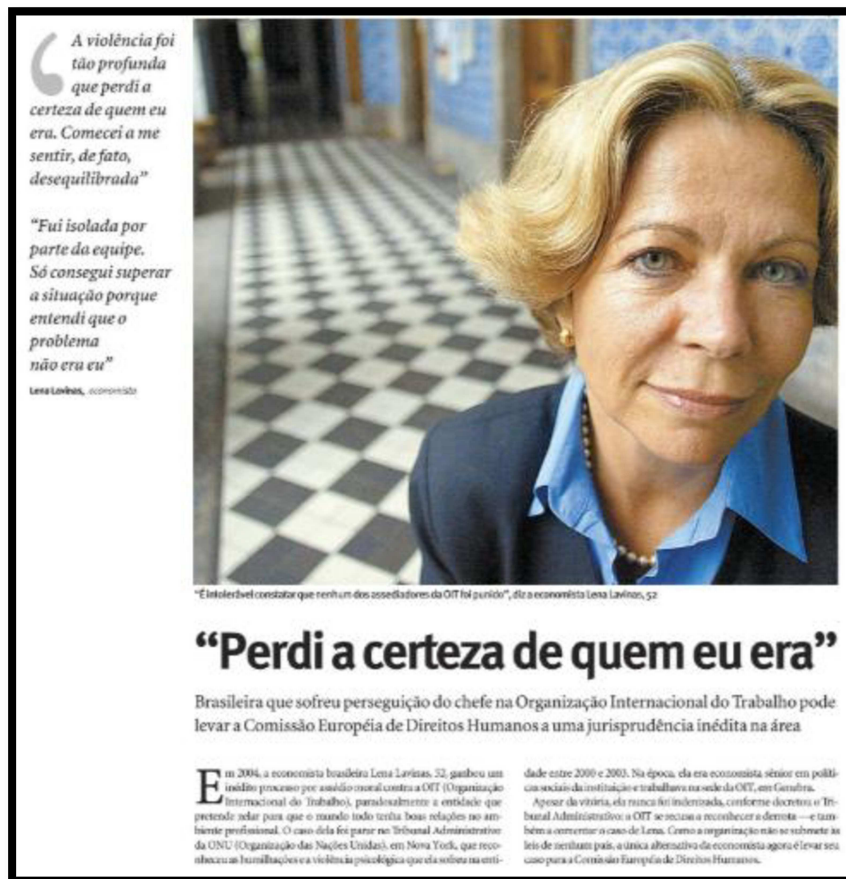 A violência foi
tão profunda
que perdi a
certeza de quem eu
era. Comecei a me
sentir, de fato,
desequilibrada”
“Fui isolada por
parte da equipe.
Só consegui superar
a situação porque
entendi que o
problema
não era eu”
Lena Lavinas, economista
“É intolerável constatar que nenhum dos assediadores da OIT foi punido”, diz a economista Lena Lavinas, 52
“Perdi a certeza de quem eu era”
Brasileira que sofreu perseguição do chefe na Organização Internacional do Trabalho pode
levar a Comissão Européia de Direitos Humanos a uma jurisprudência inédita na área
Em 2004, a economista brasileira Lena Lavinas, 52, ganhou um
inédito processo por assédio moral contra a OIT (Organização
Internacional do Trabalho), paradoxalmente a entidade que
pretende zelar para que o mundo todo tenha boas relações no am-
biente profissional. O caso dela foi parar no Tribunal Administrativo
da ONU (Organização das Nações Unidas), em Nova York, que reco-
nheceu as humilhações e a violência psicológica que ela sofreu na enti-
dade entre 2000 e 2003. Na época, ela era economista sênior em políti-
cas sociais da instituição e trabalhava na sede da OIT, em Genebra.
Apesar da vitória, ela nunca foi indenizada, conforme decretou o Tri-
bunal Administrativo: a OIT se recusa a reconhecer a derrota —e tam-
bém a comentar o caso de Lena. Como a organização não se submete às
leis de nenhum país, a única alternativa da economista agora é levar seu
caso para a Comissão Européia de Direitos Humanos.